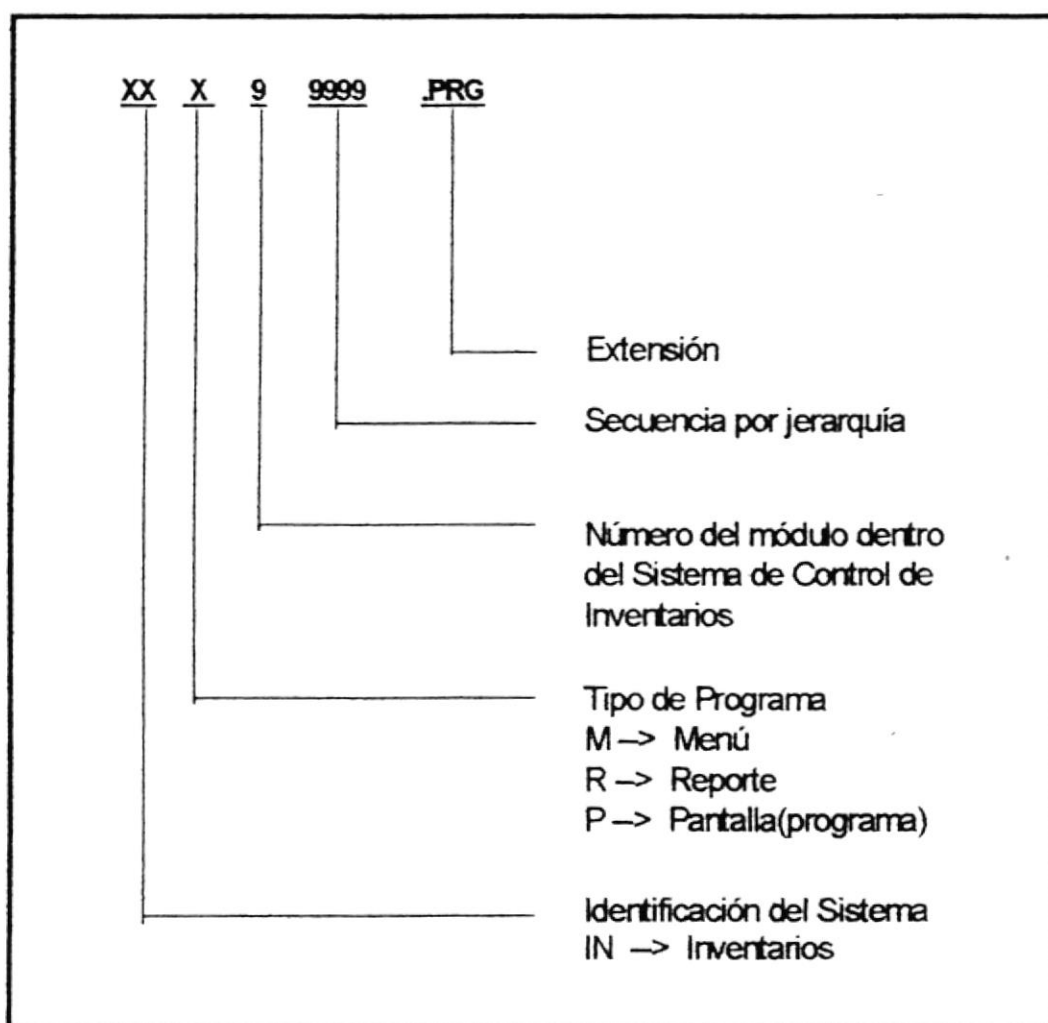 XX X 9 9999 .PRG
Extensión
Secuencia por jerarquía
Número del módulo dentro
del Sistema de Control de
Inventarios
Tipo de Programa
M --> Menú
R --> Reporte
P --> Pantalla(programa)
Identificación del Sistema
IN --> Inventarios